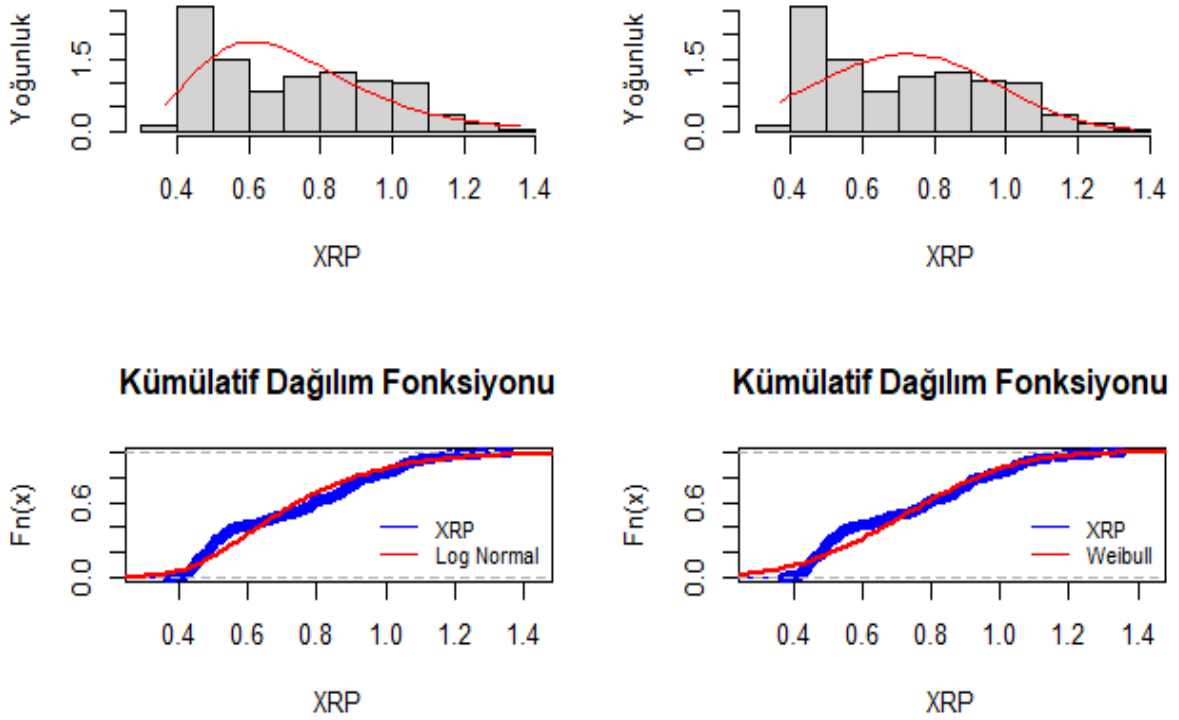 Yoğunluk
0.0 1.5
0.4 0.6 0.8 1.0 1.2 1.4
XRP
Yoğunluk
0.0 1.5
0.4 0.6 0.8 1.0 1.2 1.4
XRP
Kümülatif Dağılım Fonksiyonu
Fn(x)
0.0 0.6
XRP
Log Normal
0.4 0.6 0.8 1.0 1.2 1.4
XRP
Kümülatif Dağılım Fonksiyonu
Fn(x)
0.0 0.6
XRP
Weibull
0.4 0.6 0.8 1.0 1.2 1.4
XRP